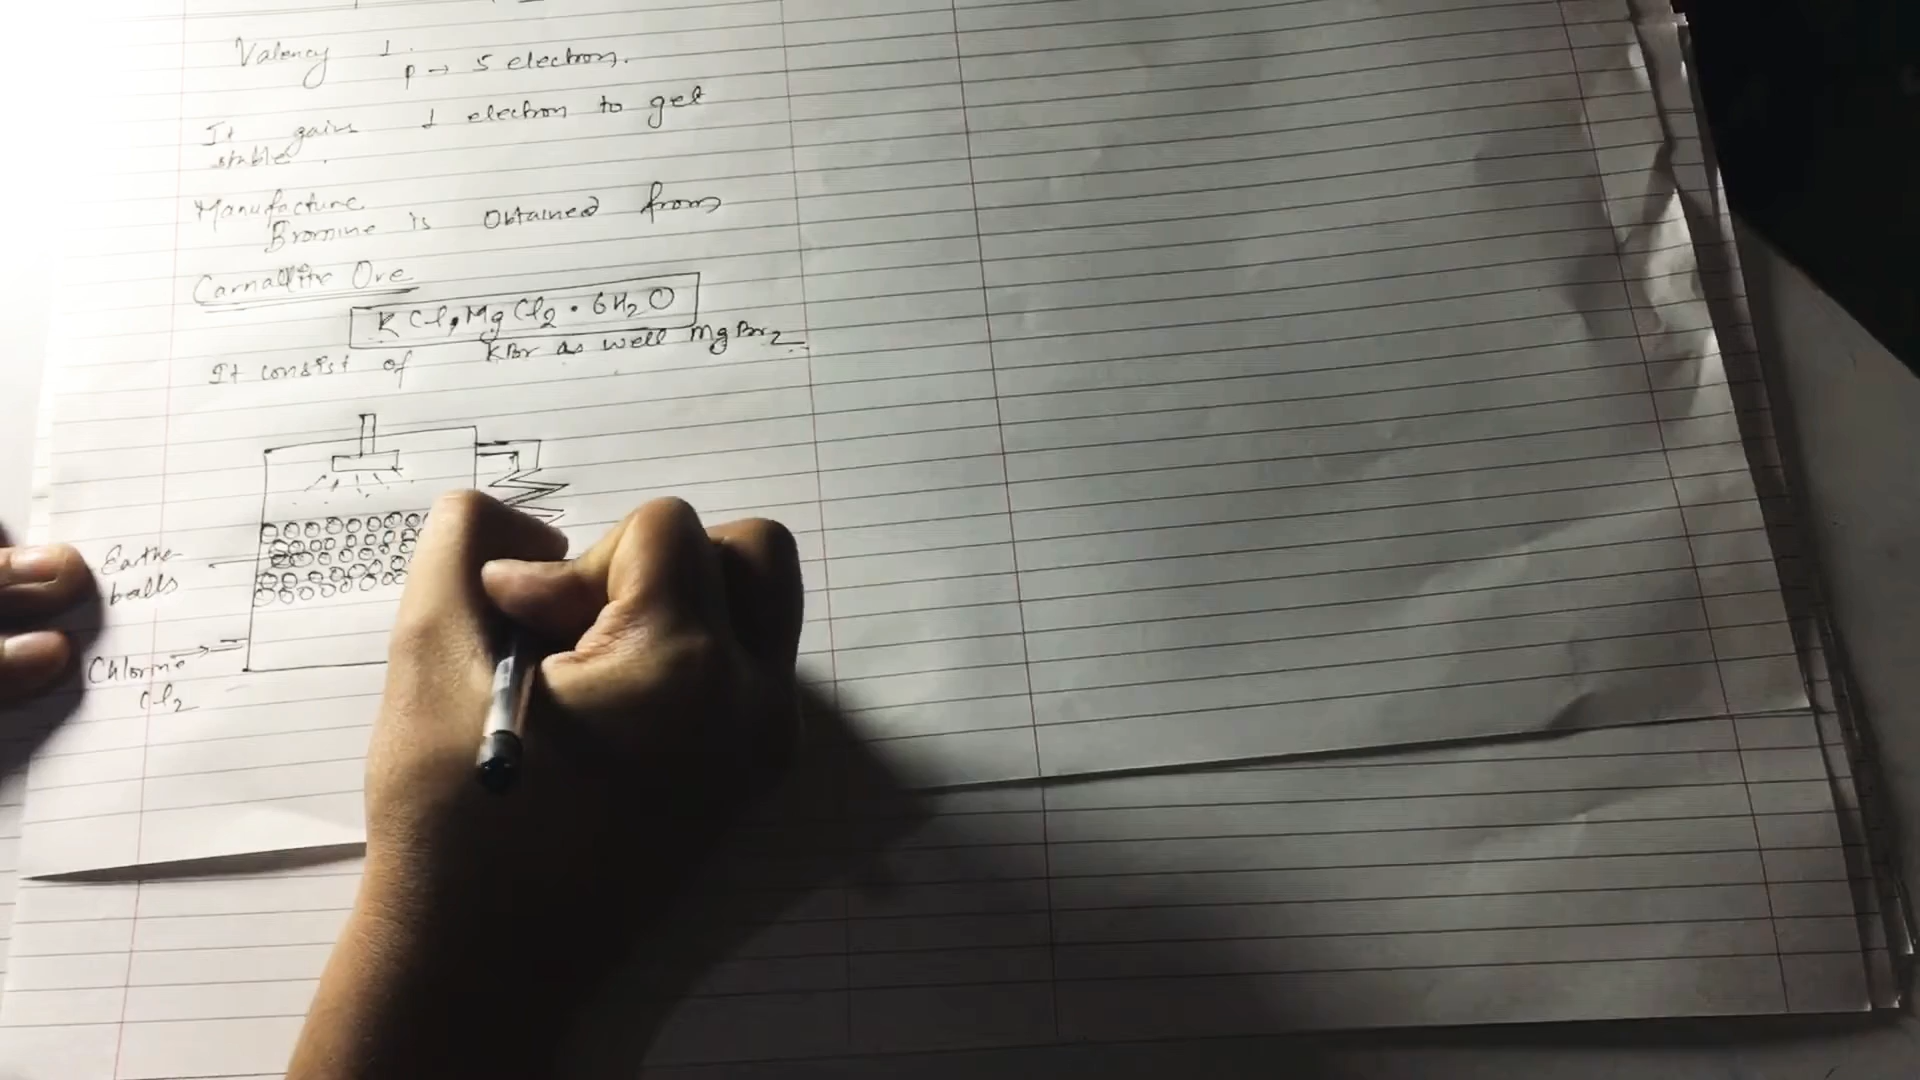 Valency 1.
p → 5 electron.
It gains 1 electron to get
stable.
Manufacture
Bromine is obtained from
Carnallite Ore
KCl, MgCl2 • 6H2O
It consist of KBr as well MgBr2
Earthe
balls
Chlorine
Cl2